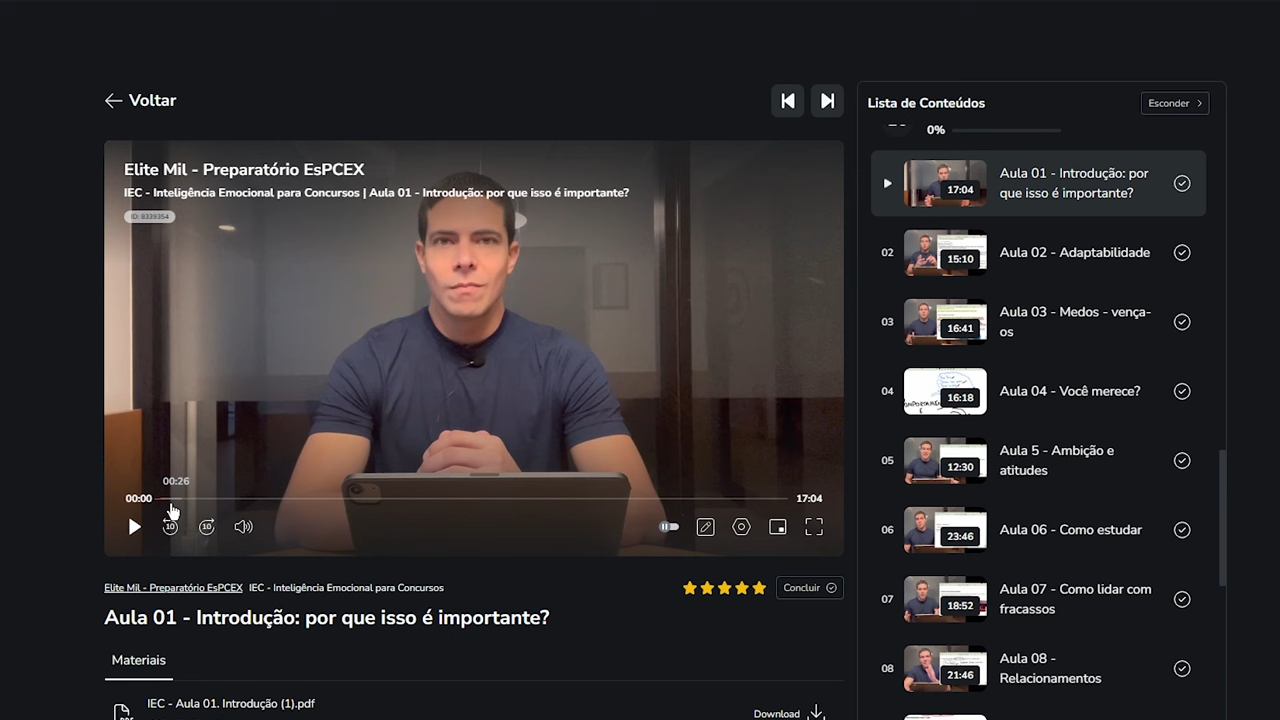 Voltar
Elite Mil - Preparatório EsPCEX
IEC - Inteligência Emocional para Concursos | Aula 01 - Introdução: por que isso é importante?
ID: 8339354
00:26
00:00
17:04
10
10
Elite Mil - Preparatório EsPCEX IEC - Inteligência Emocional para Concursos
Concluir
Aula 01 - Introdução: por que isso é importante?
Materiais
IEC - Aula 01. Introdução (1).pdf
Download
Lista de Conteúdos
Esconder
0%
17:04
Aula 01 - Introdução: por
que isso é importante?
02
15:10
Aula 02 - Adaptabilidade
03
16:41
Aula 03 - Medos - vença-
os
04
16:18
Aula 04 - Você merece?
05
12:30
Aula 5 - Ambição e
atitudes
06
23:46
Aula 06 - Como estudar
07
18:52
Aula 07 - Como lidar com
fracassos
08
21:46
Aula 08 -
Relacionamentos